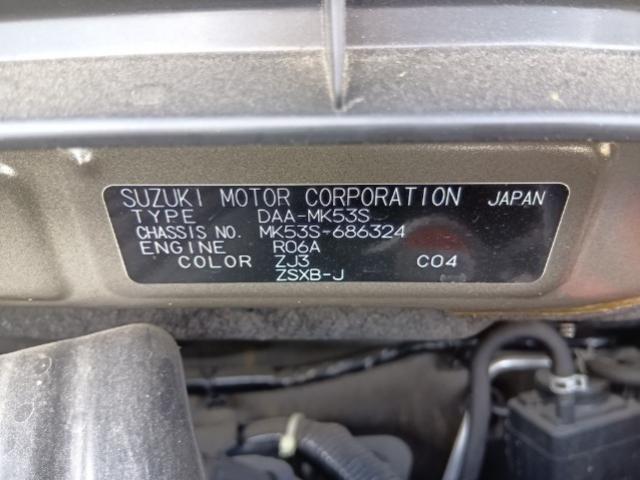 SUZUKI MOTOR CORPORATION JAPAN
TYPE DAA-MK53S
CHASSIS NO. MK53S-686324
ENGINE R06A
COLOR ZJ3 C04
ZSXB-J